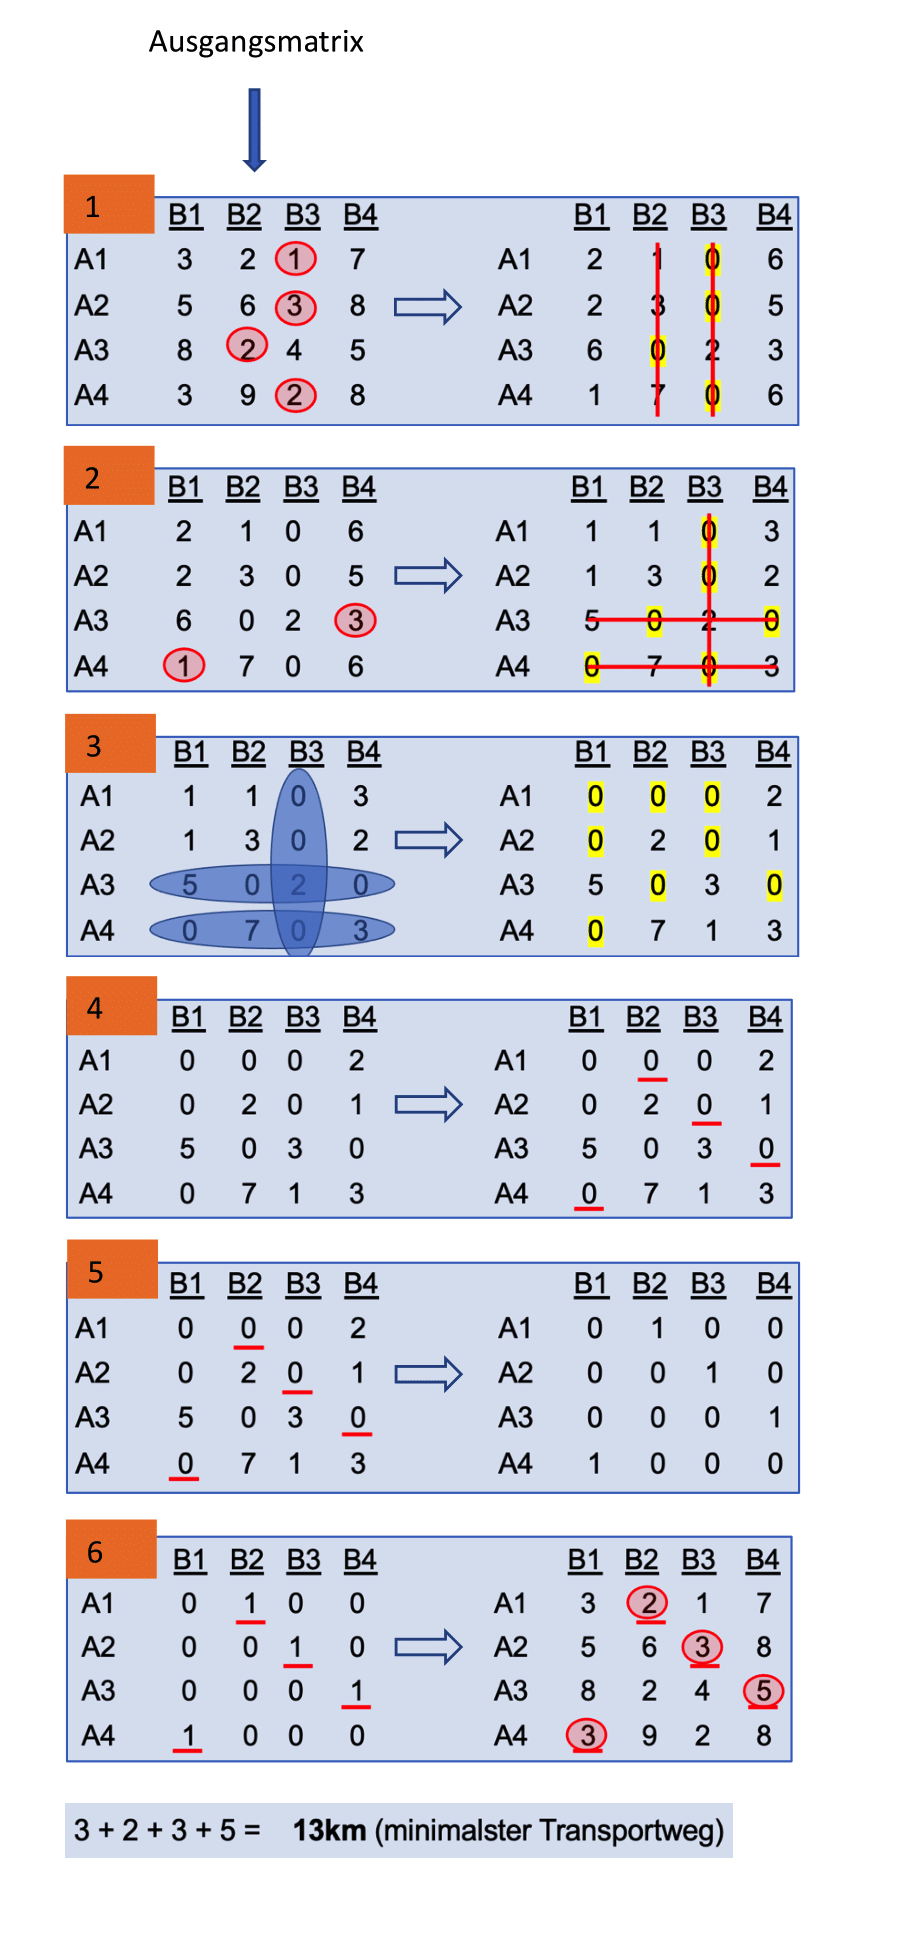 Ausgangsmatrix
1
B1 B2 B3 B4 B1 B2 B3 B4
A1 3 2 1 7 A1 2 1 0 6
A2 5 6 3 8 A2 2 3 0 5
A3 8 2 4 5 A3 6 0 2 3
A4 3 9 2 8 A4 1 7 0 6
2
B1 B2 B3 B4 B1 B2 B3 B4
A1 2 1 0 6 A1 1 1 0 3
A2 2 3 0 5 A2 1 3 0 2
A3 6 0 2 3 A3 5 0 2 0
A4 1 7 0 6 A4 0 7 0 3
3
B1 B2 B3 B4 B1 B2 B3 B4
A1 1 1 0 3 A1 0 0 0 2
A2 1 3 0 2 A2 0 2 0 1
A3 5 0 2 0 A3 5 0 3 0
A4 0 7 0 3 A4 0 7 1 3
4
B1 B2 B3 B4 B1 B2 B3 B4
A1 0 0 0 2 A1 0 0 0 2
A2 0 2 0 1 A2 0 2 0 1
A3 5 0 3 0 A3 5 0 3 0
A4 0 7 1 3 A4 0 7 1 3
5
B1 B2 B3 B4 B1 B2 B3 B4
A1 0 0 0 2 A1 0 1 0 0
A2 0 2 0 1 A2 0 0 1 0
A3 5 0 3 0 A3 0 0 0 1
A4 0 7 1 3 A4 1 0 0 0
6
B1 B2 B3 B4 B1 B2 B3 B4
A1 0 1 0 0 A1 3 2 1 7
A2 0 0 1 0 A2 5 6 3 8
A3 0 0 0 1 A3 8 2 4 5
A4 1 0 0 0 A4 3 9 2 8
3 + 2 + 3 + 5 = 13km (minimalster Transportweg)